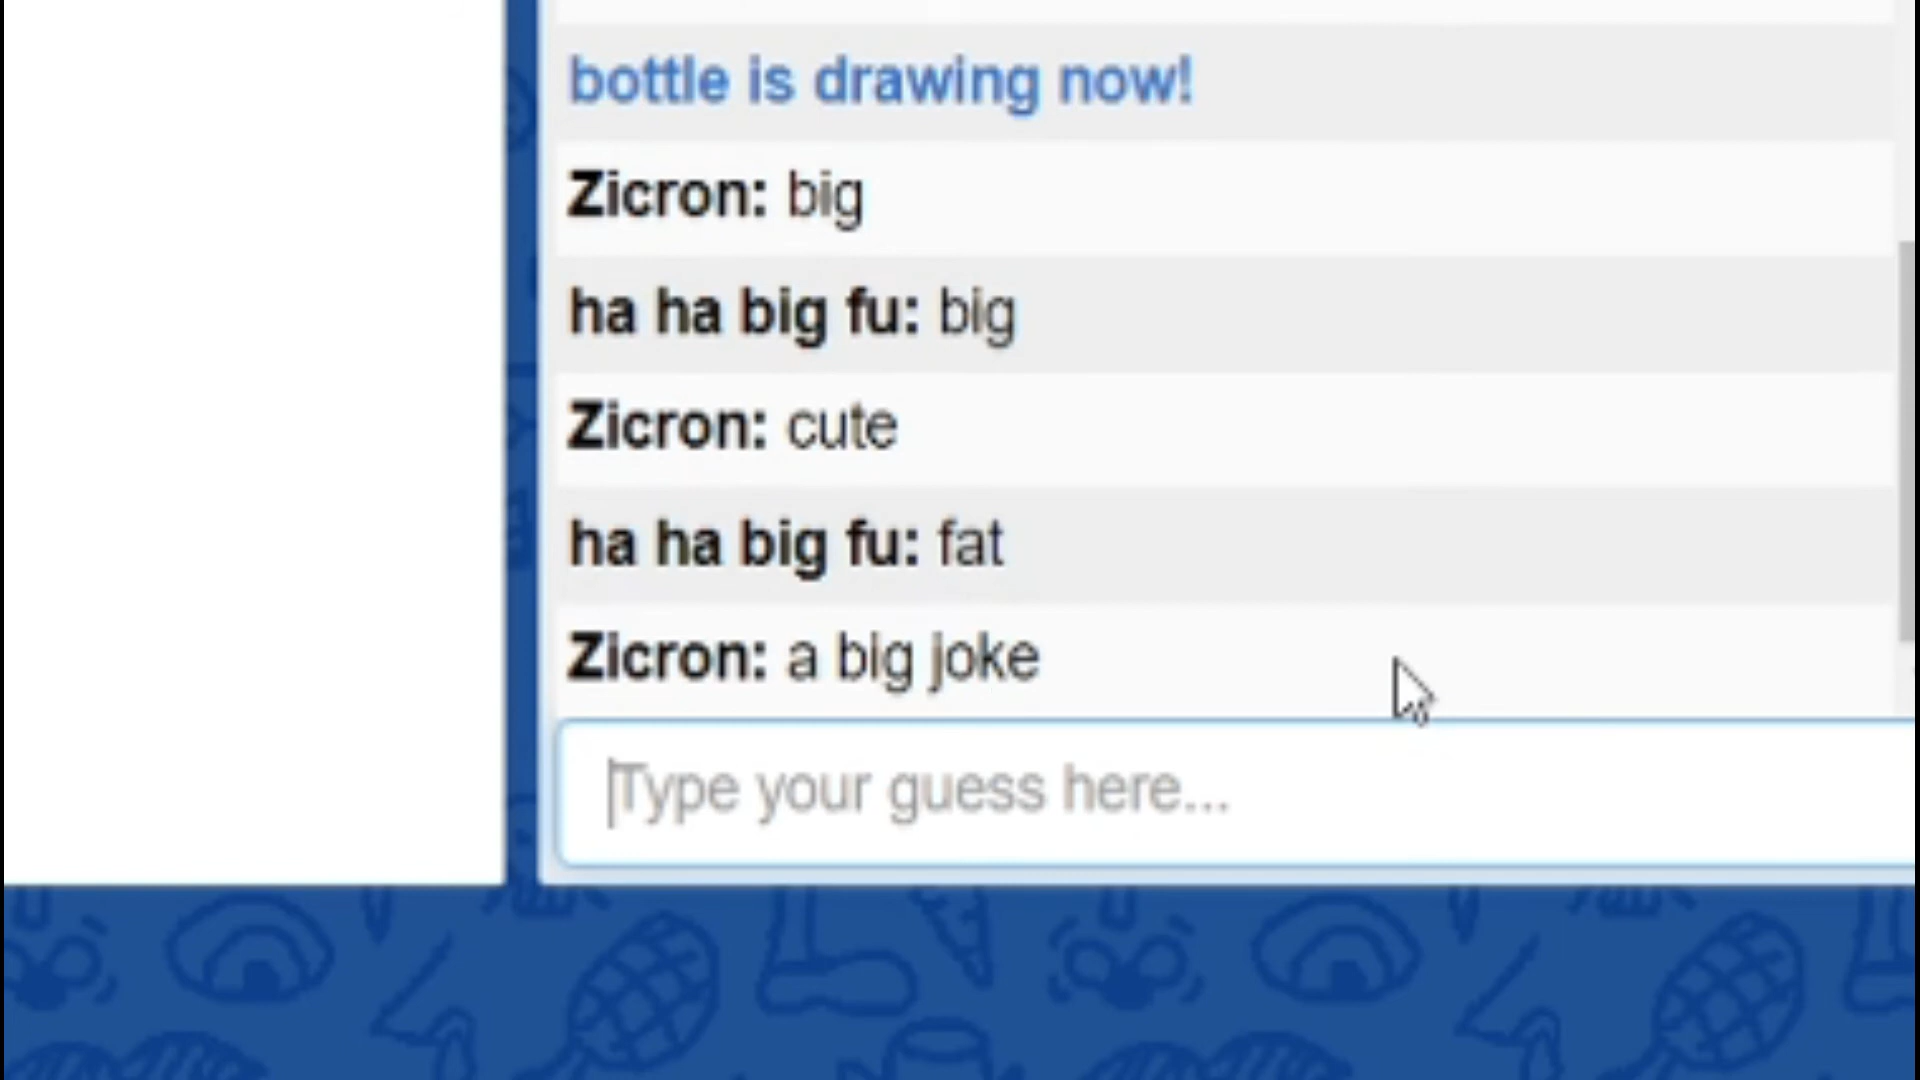 bottle is drawing now!
Zicron: big
ha ha big fu: big
Zicron: cute
ha ha big fu: fat
Zicron: a big joke
Type your guess here...